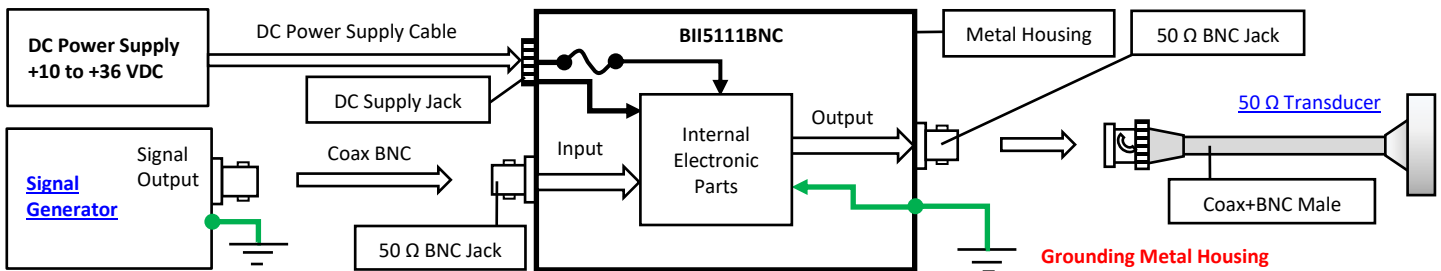 DC Power Supply
+10 to +36 VDC
DC Power Supply Cable
DC Supply Jack
BII5111BNC
Metal Housing
50 Ω BNC Jack
Signal
Generator
Signal
Output
Coax BNC
50 Ω BNC Jack
Input
Internal
Electronic
Parts
Output
50 Ω Transducer
Coax+BNC Male
Grounding Metal Housing